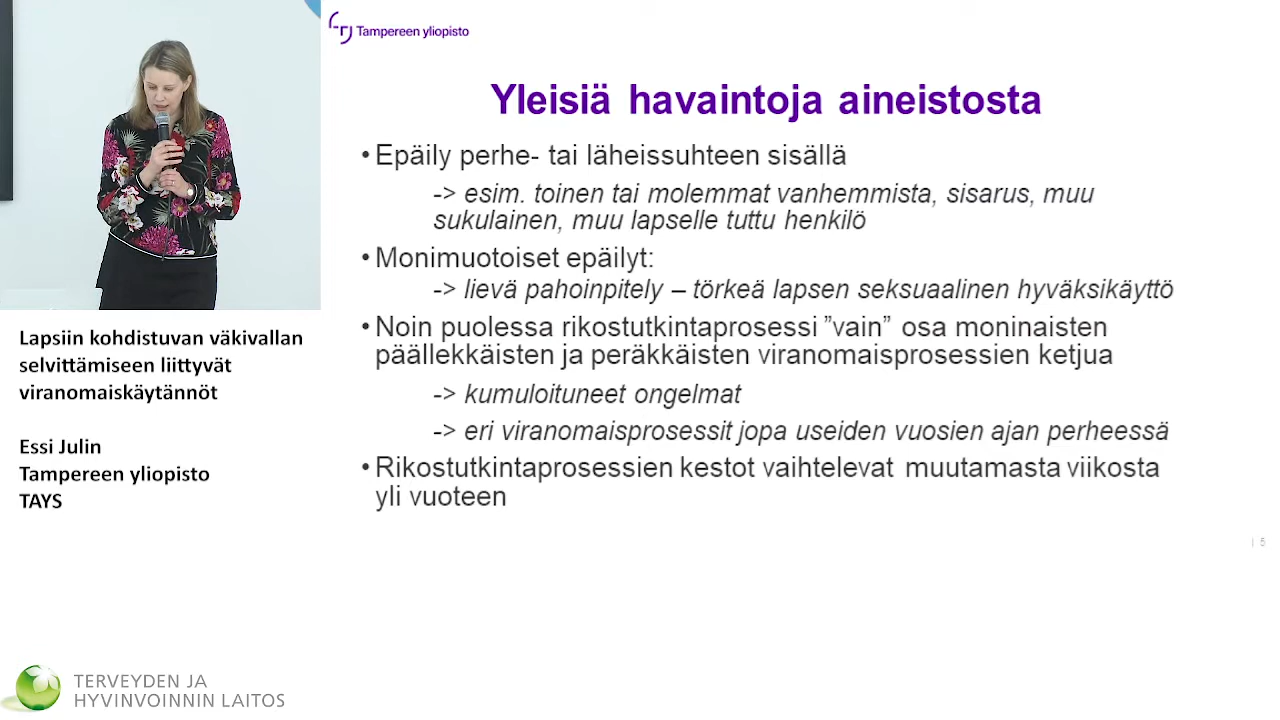 Tampereen yliopisto
Yleisiä havaintoja aineistosta
• Epäily perhe- tai läheissuhteen sisällä
-> esim. toinen tai molemmat vanhemmista, sisarus, muu
sukulainen, muu lapselle tuttu henkilö
• Monimuotoiset epäilyt:
-> lievä pahoinpitely – törkeä lapsen seksuaalinen hyväksikäyttö
• Noin puolessa rikostutkintaprosessi ”vain” osa moninaisten
päällekkäisten ja peräkkäisten viranomaisprosessien ketjua
-> kumuloituneet ongelmat
-> eri viranomaisprosessit jopa useiden vuosien ajan perheessä
• Rikostutkintaprosessien kestot vaihtelevat muutamasta viikosta
yli vuoteen
| 5
Lapsiin kohdistuvan väkivallan
selvittämiseen liittyvät
viranomaiskäytännöt
Essi Julin
Tampereen yliopisto
TAYS
TERVEYDEN JA
HYVINVOINNIN LAITOS